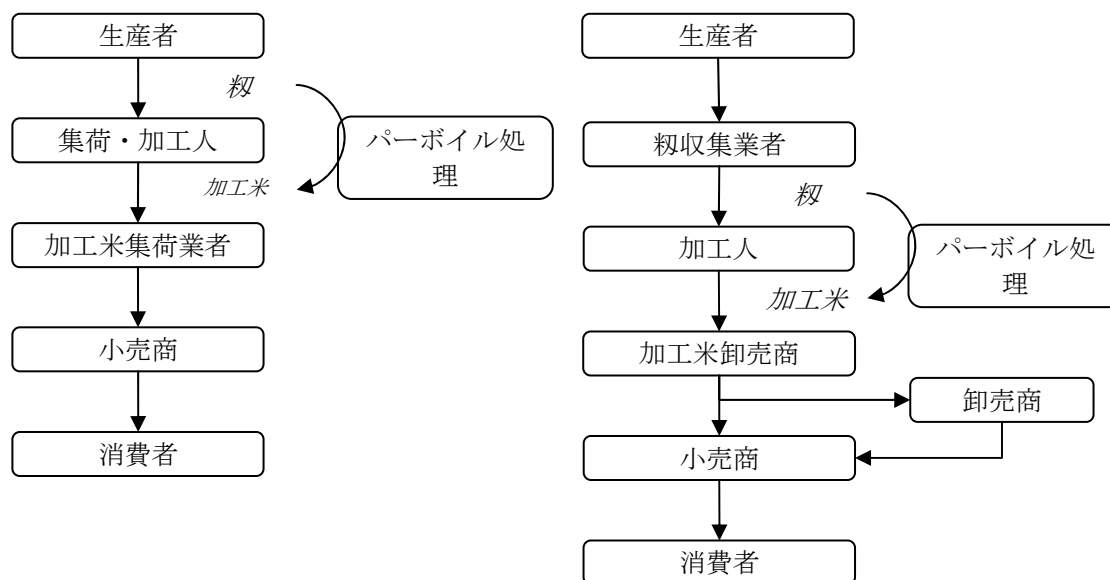 生産者
籾
集荷・加工人
パーボイル処
理
加工米
加工米集荷業者
小売商
消費者
生産者
籾収集業者
籾
加工人
パーボイル処
理
加工米
加工米卸売商
卸売商
小売商
消費者